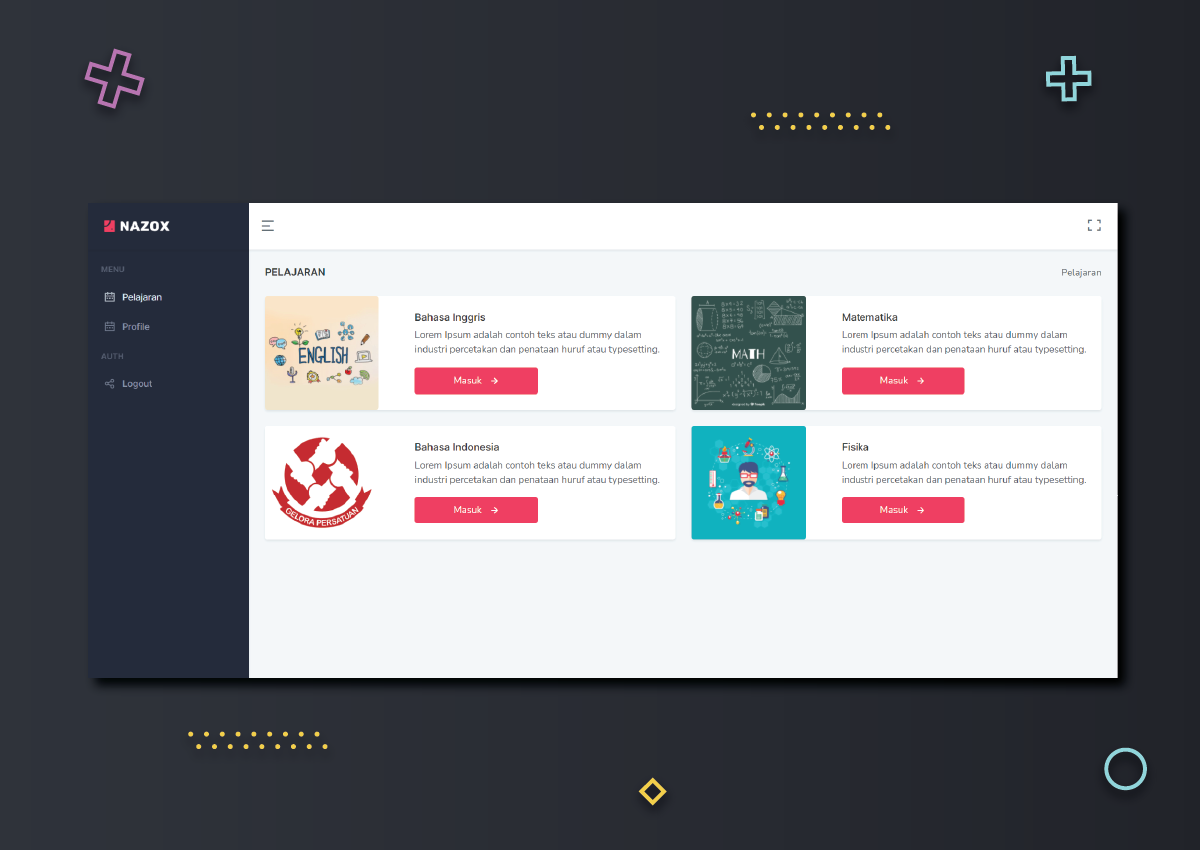 NAZOX
MENU
Pelajaran
Profile
AUTH
Logout
PELAJARAN
Pelajaran
ENGLISH
Bahasa Inggris
Lorem Ipsum adalah contoh teks atau dummy dalam
industri percetakan dan penataan huruf atau typesetting.
Masuk
MATH
Matematika
Lorem Ipsum adalah contoh teks atau dummy dalam
industri percetakan dan penataan huruf atau typesetting.
Masuk
GELORA PERSATUAN
Bahasa Indonesia
Lorem Ipsum adalah contoh teks atau dummy dalam
industri percetakan dan penataan huruf atau typesetting.
Masuk
Fisika
Lorem Ipsum adalah contoh teks atau dummy dalam
industri percetakan dan penataan huruf atau typesetting.
Masuk